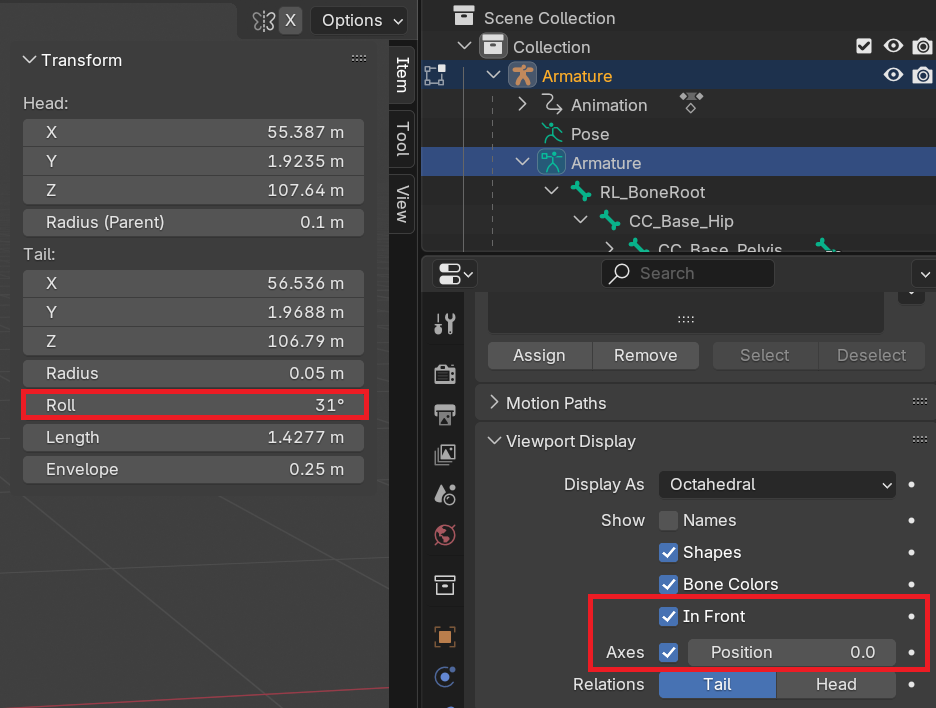 X
Options
Transform
Head:
X 55.387 m
Y 1.9235 m
Z 107.64 m
Radius (Parent) 0.1 m
Tail:
X 56.536 m
Y 1.9688 m
Z 106.79 m
Radius 0.05 m
Roll 31°
Length 1.4277 m
Envelope 0.25 m
Item
Tool
View
Scene Collection
Collection
Armature
Animation
Pose
Armature
RL_BoneRoot
CC_Base_Hip
CC_Base_Pelvis
Search
Assign Remove Select Deselect
Motion Paths
Viewport Display
Display As Octahedral
Show Names
Shapes
Bone Colors
In Front
Axes Position 0.0
Relations Tail Head